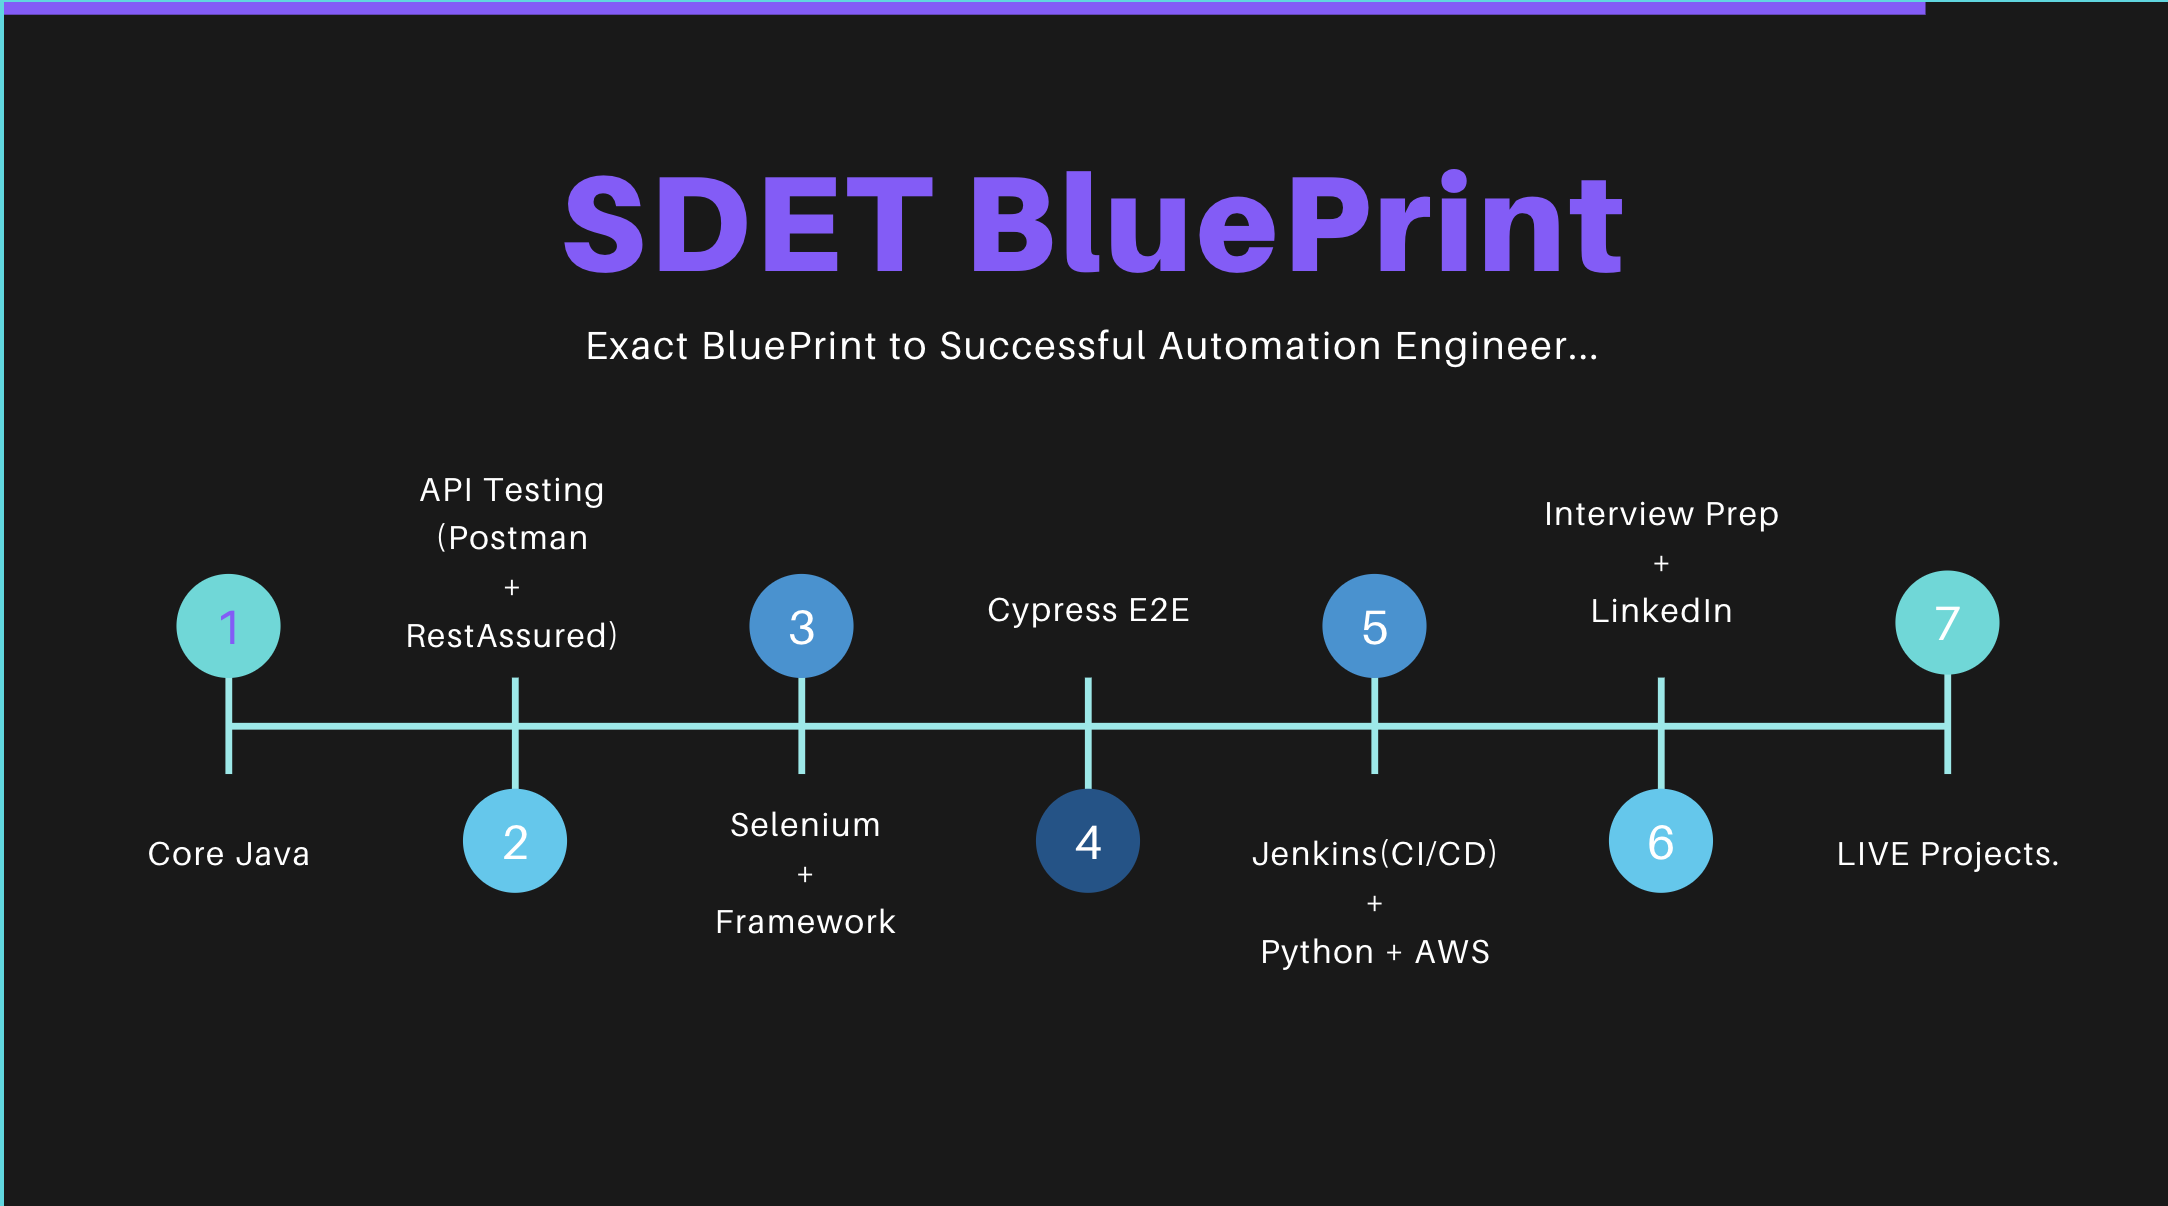 SDET BluePrint
Exact BluePrint to Successful Automation Engineer...
1
Core Java
API Testing
(Postman
+
RestAssured)
2
3
Selenium
+
Framework
Cypress E2E
4
5
Jenkins(CI/CD)
+
Python + AWS
Interview Prep
+
LinkedIn
6
7
LIVE Projects.